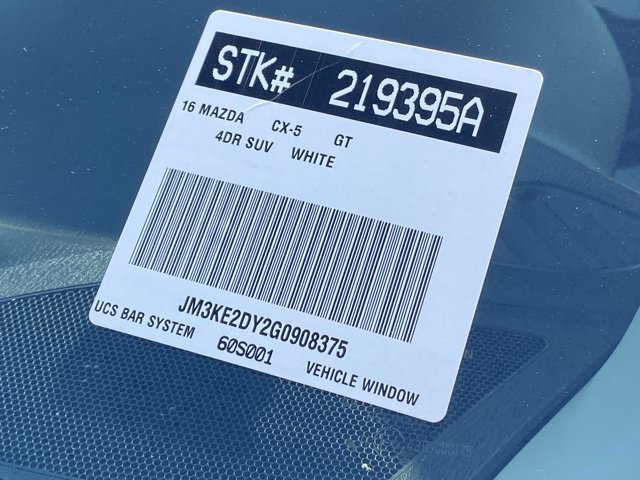 STK# 219395A
16 MAZDA CX-5 GT
4DR SUV WHITE
JM3KE2DY2G0908375
UCS BAR SYSTEM 60S001 VEHICLE WINDOW